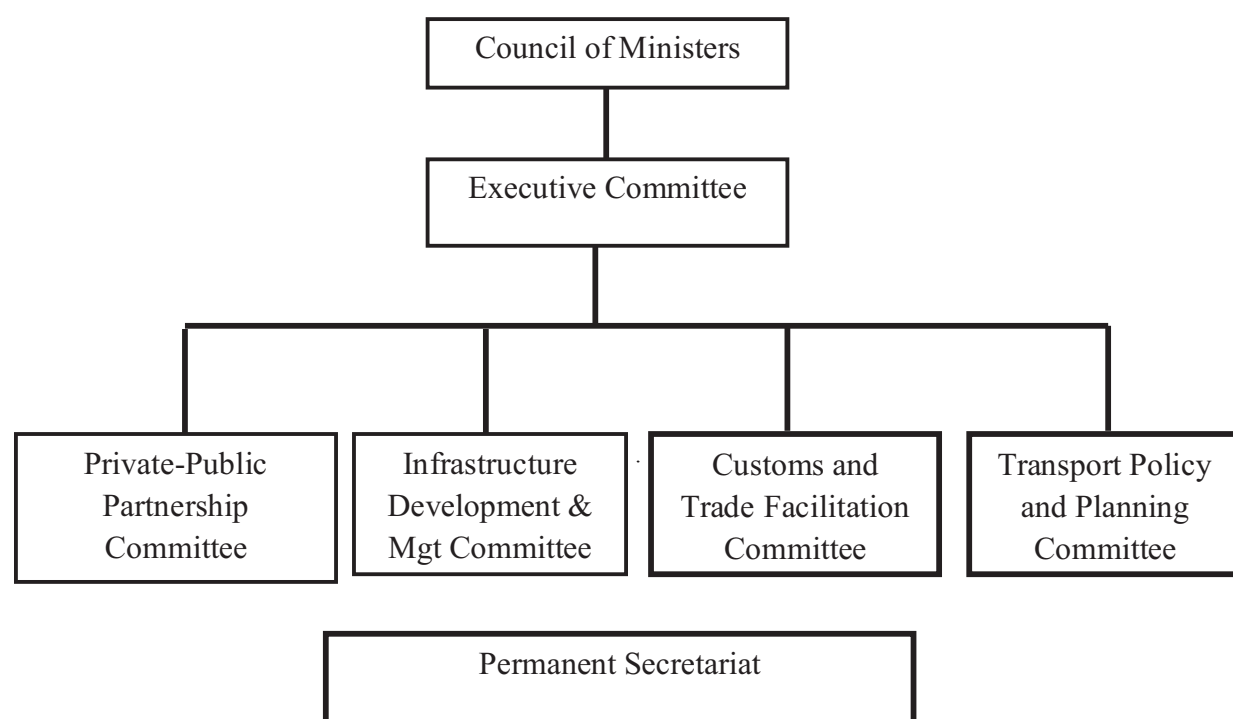 Council of Ministers
Executive Committee
Private-Public
Partnership
Committee
Infrastructure
Development &
Mgt Committee
Customs and
Trade Facilitation
Committee
Transport Policy
and Planning
Committee
Permanent Secretariat